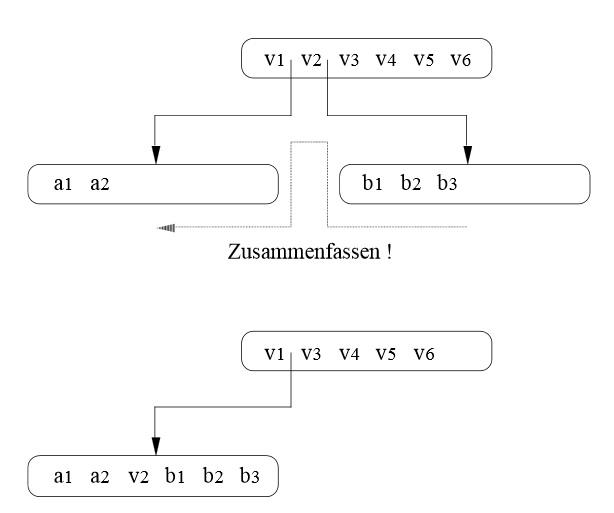 v1 v2 v3 v4 v5 v6
a1 a2 b1 b2 b3
Zusammenfassen !
v1 v3 v4 v5 v6
a1 a2 v2 b1 b2 b3